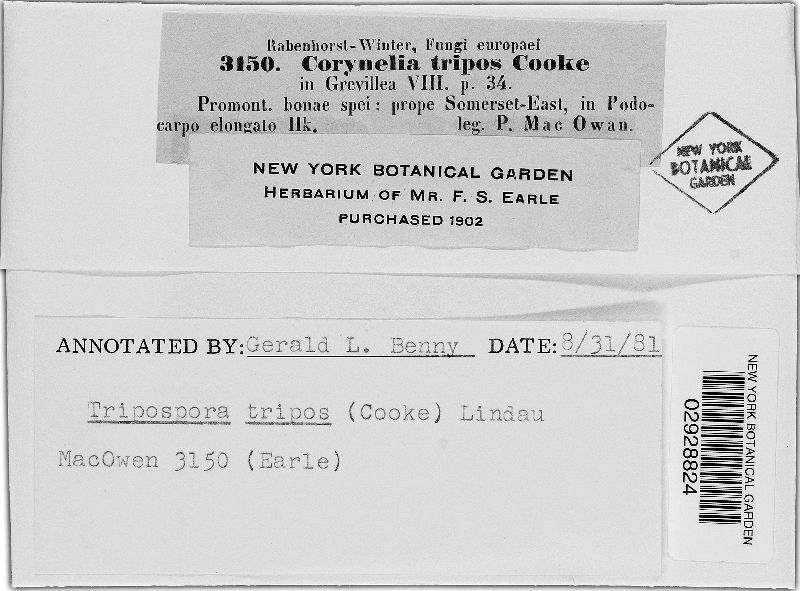 Rabenhorst-Winter, Fungi europaei
3150. Corynelia tripos Cooke
in Grevillea VIII. p. 34.
Promont. bonae spei: prope Somerset-East, in Podo-
carpo elongato Hk. leg. P. Mac Owan.
NEW YORK BOTANICAL GARDEN
HERBARIUM OF MR. F. S. EARLE
PURCHASED 1902
NEW YORK
BOTANICAL
GARDEN
ANNOTATED BY: Gerald L. Benny DATE: 8/31/81
Tripospora tripos (Cooke) Lindau
MacOwen 3150 (Earle)
NEW YORK BOTANICAL GARDEN
02928824